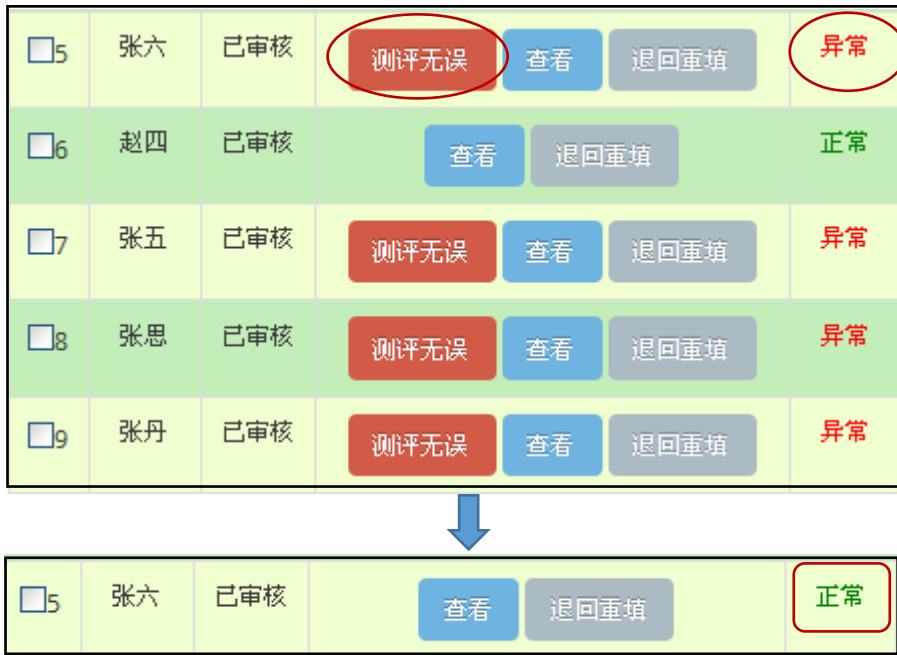 5 张六 已审核 测评无误 查看 退回重填 异常
6 赵四 已审核 查看 退回重填 正常
7 张五 已审核 测评无误 查看 退回重填 异常
8 张思 已审核 测评无误 查看 退回重填 异常
9 张丹 已审核 测评无误 查看 退回重填 异常
5 张六 已审核 查看 退回重填 正常